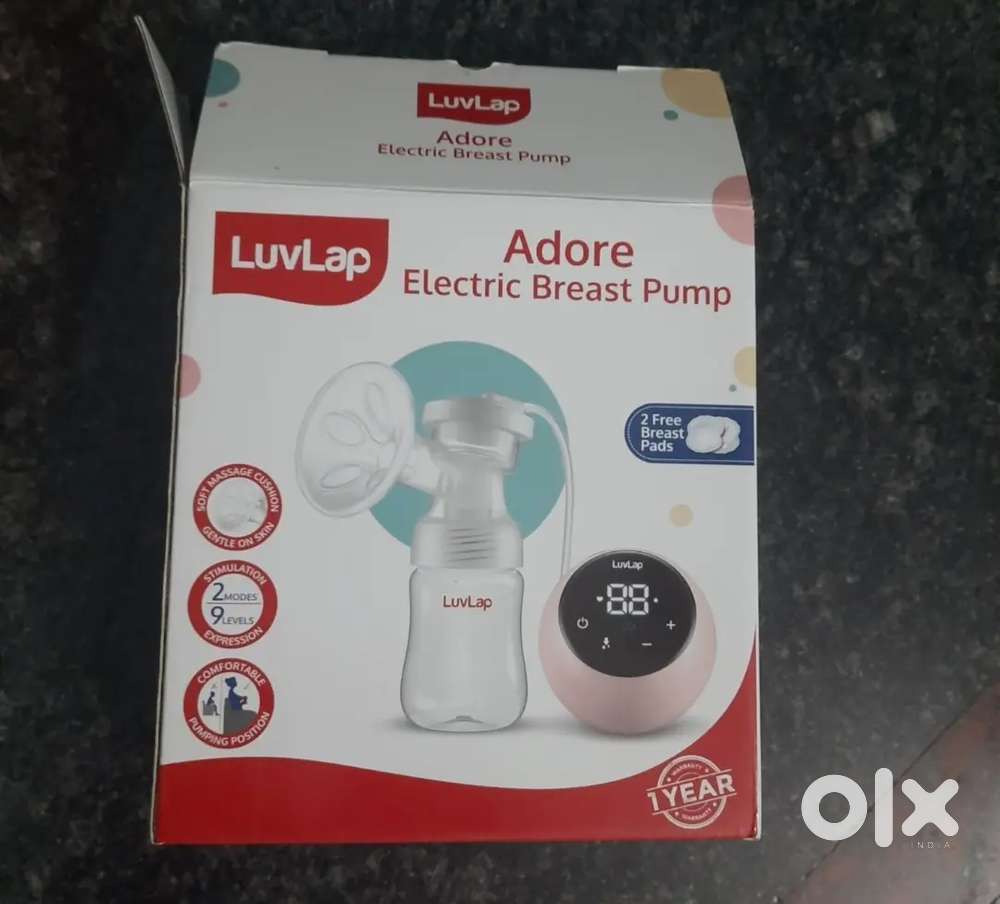 LuvLap
Adore
Electric Breast Pump
LuvLap
Adore
Electric Breast Pump
2 Free
Breast
Pads
SOFT MASSAGE CUSHION
GENTLE ON SKIN
STIMULATION
2 MODES
9 LEVELS
EXPRESSION
COMFORTABLE
PUMPING POSITION
LuvLap
LuvLap
88
+
−
WARRANTY
1 YEAR
WARRANTY
olx
INDIA